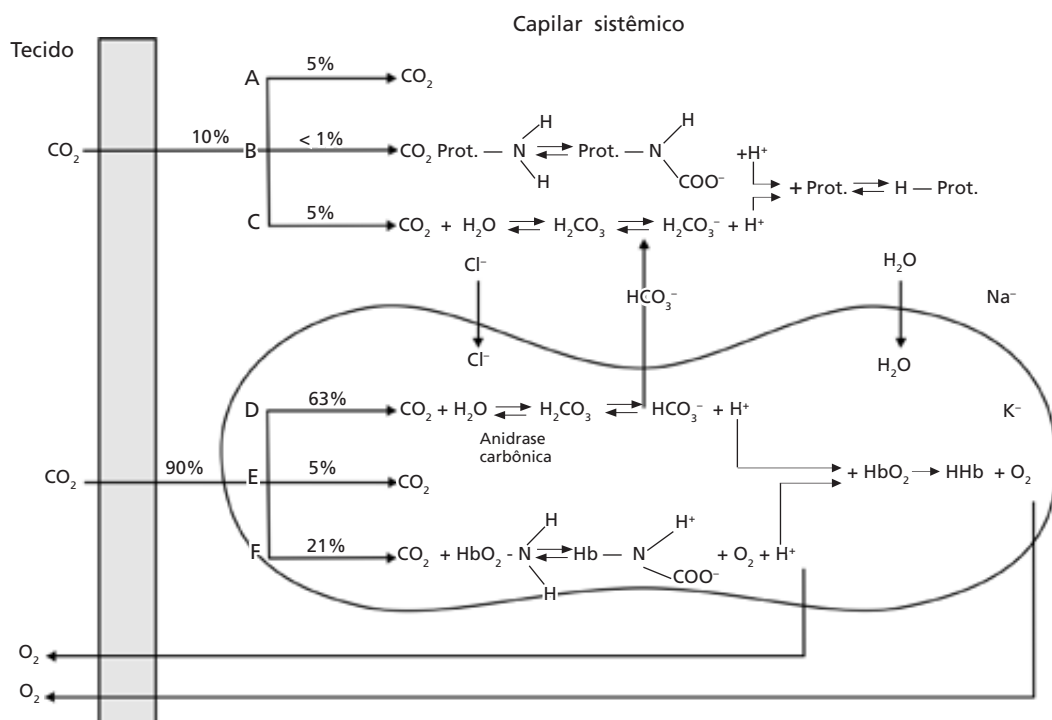 Capilar sistêmico
Tecido
A 5% CO₂
H
CO₂ 10% B < 1% CO₂ Prot. — N ⇌ Prot. — N +H⁺
H
H COO⁻
+ Prot. ⇌ H — Prot.
C 5% CO₂ + H₂O ⇌ H₂CO₃ ⇌ H₂CO₃⁻ + H⁺
Cl⁻ HCO₃⁻ H₂O Na⁻
Cl⁻ H₂O
D 63% CO₂ + H₂O ⇌ H₂CO₃ ⇌ HCO₃⁻ + H⁺ K⁻
Anidrase
carbônica
CO₂ 90% E 5% CO₂ + HbO₂ → HHb + O₂
H H⁺
F 21% CO₂ + HbO₂ - N ⇌ Hb — N + O₂ + H⁺
H COO⁻
O₂
O₂